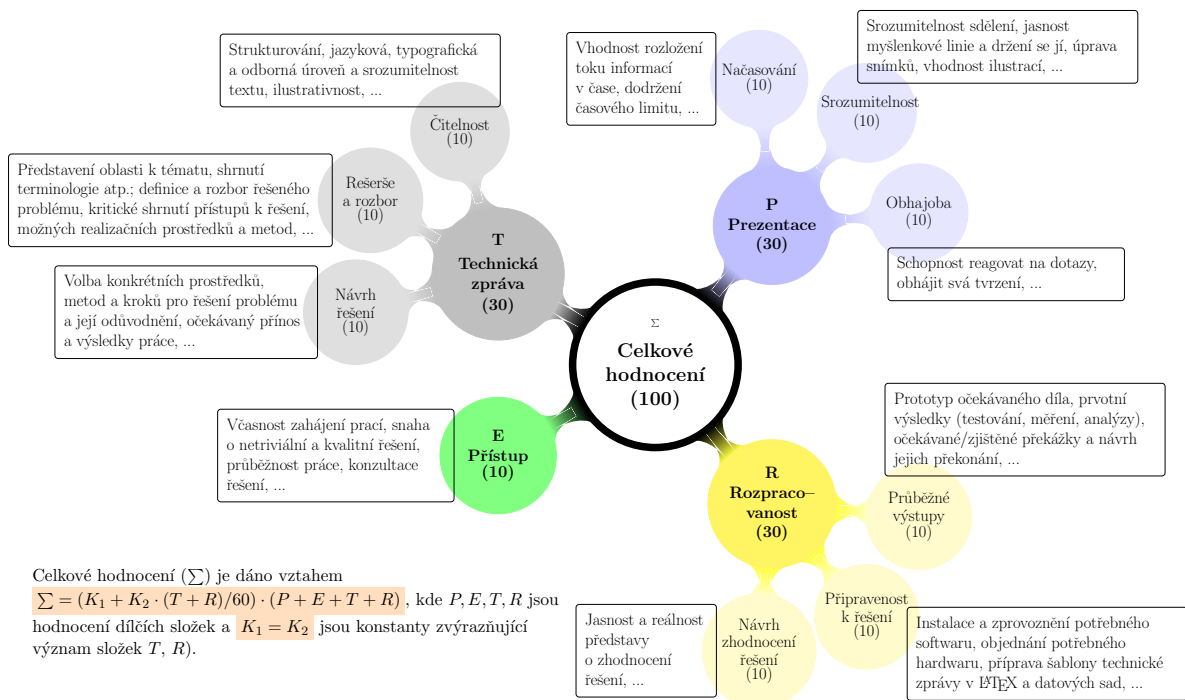 Strukturování, jazyková, typografická
a odborná úroveň a srozumitelnost
textu, ilustrativnost, ...
Čitelnost
(10)
Představení oblasti k tématu, shrnutí
terminologie atp.; definice a rozbor řešeného
problému, kritické shrnutí přístupů k řešení,
možných realizačních prostředků a metod, ...
Rešerše
a rozbor
(10)
Volba konkrétních prostředků,
metod a kroků pro řešení problému
a její odůvodnění, očekávaný přínos
a výsledky práce, ...
Návrh
řešení
(10)
T
Technická
zpráva
(30)
Vhodnost rozložení
toku informací
v čase, dodržení
časového limitu, ...
Načasování
(10)
Srozumitelnost sdělení, jasnost
myšlenkové linie a držení se jí, úprava
snímků, vhodnost ilustrací, ...
Srozumitelnost
(10)
P
Prezentace
(30)
Obhajoba
(10)
Schopnost reagovat na dotazy,
obhájit svá tvrzení, ...
Σ
Celkové
hodnocení
(100)
Včasnost zahájení prací, snaha
o netriviální a kvalitní řešení,
průběžnost práce, konzultace
řešení, ...
E
Přístup
(10)
Prototyp očekávaného díla, prvotní
výsledky (testování, měření, analýzy),
očekávané/zjištěné překážky a návrh
jejich překonání, ...
R
Rozpraco–
vanost
(30)
Průběžné
výstupy
(10)
Připravenost
k řešení
(10)
Instalace a zprovoznění potřebného
softwaru, objednání potřebného
hardwaru, příprava šablony technické
zprávy v LATEX a datových sad, ...
Jasnost a reálnost
představy
o zhodnocení
řešení, ...
Návrh
zhodnocení
řešení
(10)
Celkové hodnocení (∑) je dáno vztahem
∑ = (K₁ + K₂ · (T + R)/60) · (P + E + T + R), kde P, E, T, R jsou
hodnocení dílčích složek a K₁ = K₂ jsou konstanty zvýrazňující
význam složek T, R).